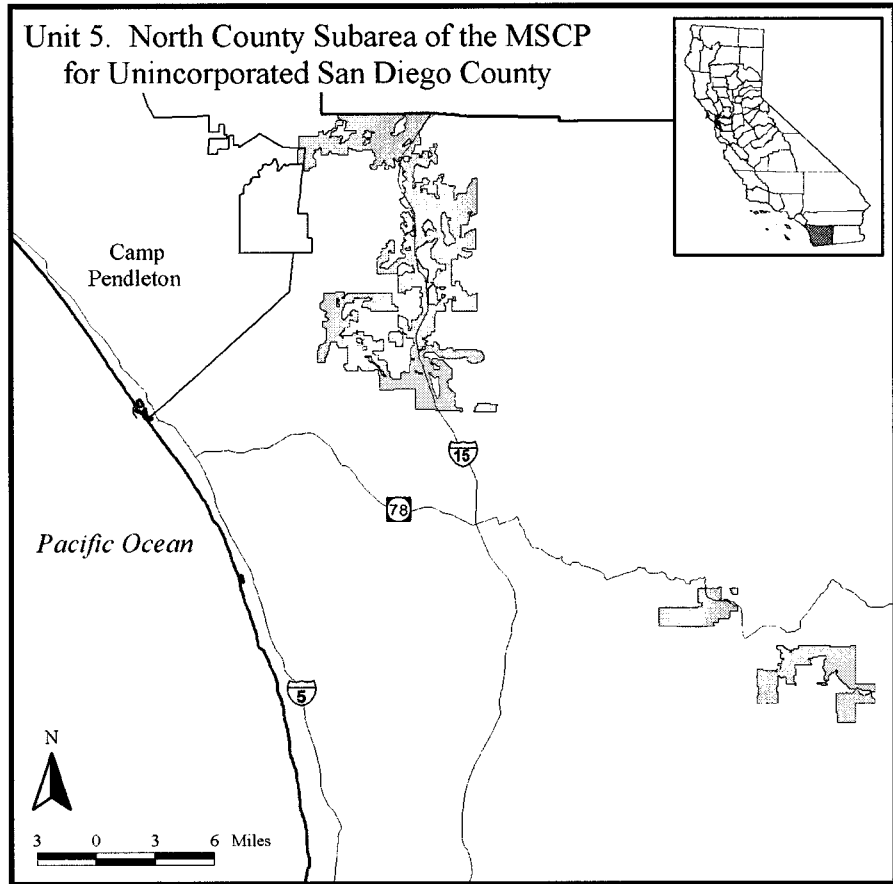 Unit 5. North County Subarea of the MSCP
for Unincorporated San Diego County
Camp
Pendleton
15
78
Pacific Ocean
5
N
3 0 3 6 Miles